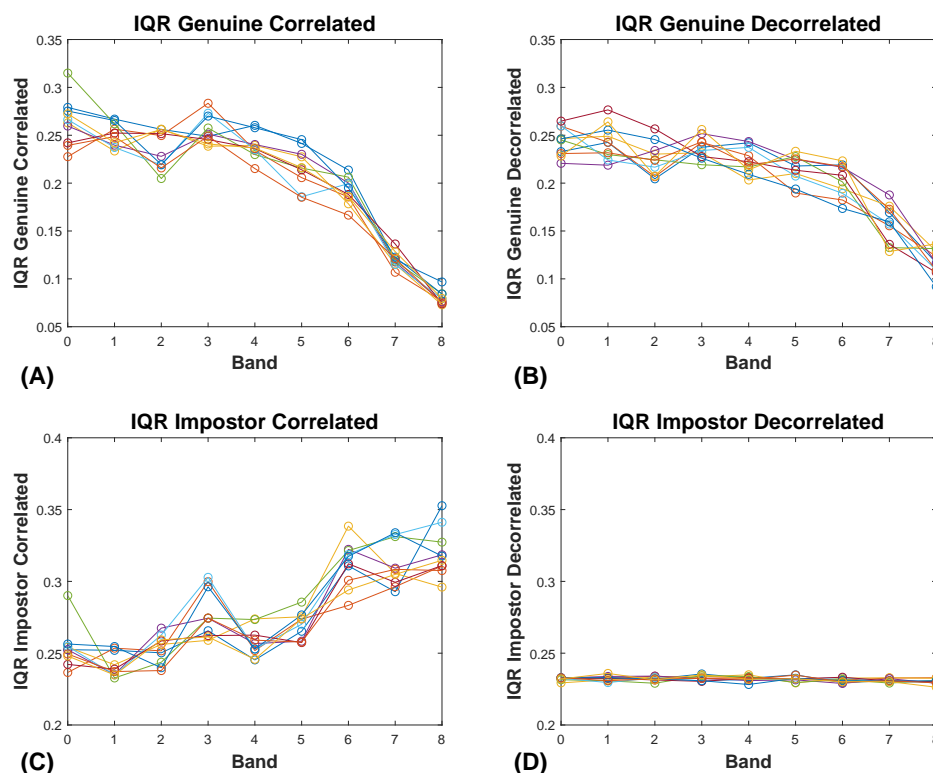 IQR Genuine Correlated
IQR Genuine Correlated
0.35
0.3
0.25
0.2
0.15
0.1
0.05
0 1 2 3 4 5 6 7 8
Band
(A)
IQR Genuine Decorrelated
IQR Genuine Decorrelated
0.35
0.3
0.25
0.2
0.15
0.1
0.05
0 1 2 3 4 5 6 7 8
Band
(B)
IQR Impostor Correlated
IQR Impostor Correlated
0.4
0.35
0.3
0.25
0.2
0 1 2 3 4 5 6 7 8
Band
(C)
IQR Impostor Decorrelated
IQR Impostor Decorrelated
0.4
0.35
0.3
0.25
0.2
0 1 2 3 4 5 6 7 8
Band
(D)